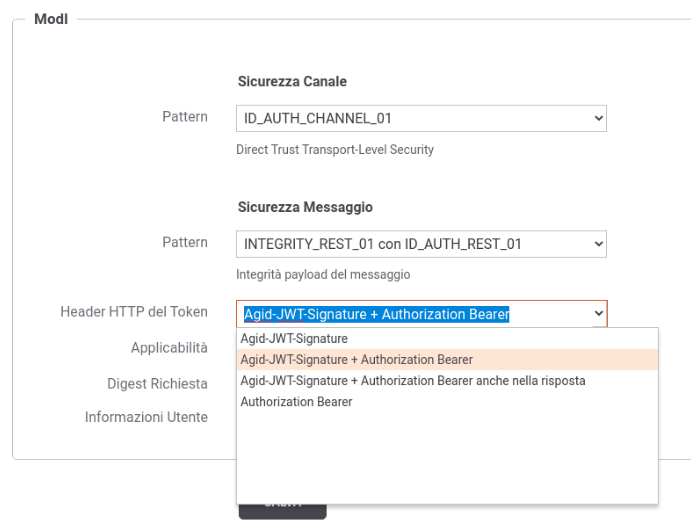 ModI
Sicurezza Canale
Pattern
ID_AUTH_CHANNEL_01
Direct Trust Transport-Level Security
Sicurezza Messaggio
Pattern
INTEGRITY_REST_01 con ID_AUTH_REST_01
Integrità payload del messaggio
Header HTTP del Token
Agid-JWT-Signature + Authorization Bearer
Agid-JWT-Signature
Applicabilità
Agid-JWT-Signature + Authorization Bearer
Agid-JWT-Signature + Authorization Bearer anche nella risposta
Digest Richiesta
Authorization Bearer
Informazioni Utente